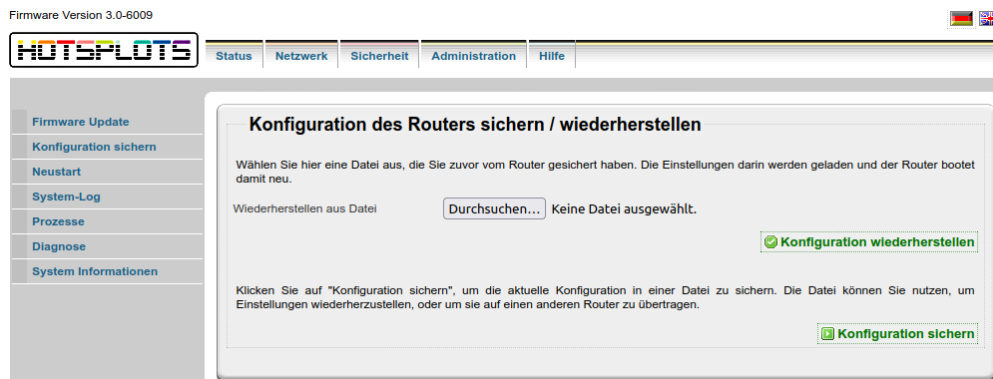 Firmware Version 3.0-6009
HOTSPLOTS
Status Netzwerk Sicherheit Administration Hilfe
Firmware Update
Konfiguration sichern
Neustart
System-Log
Prozesse
Diagnose
System Informationen
Konfiguration des Routers sichern / wiederherstellen
Wählen Sie hier eine Datei aus, die Sie zuvor vom Router gesichert haben. Die Einstellungen darin werden geladen und der Router bootet
damit neu.
Wiederherstellen aus Datei Durchsuchen... Keine Datei ausgewählt.
Konfiguration wiederherstellen
Klicken Sie auf "Konfiguration sichern", um die aktuelle Konfiguration in einer Datei zu sichern. Die Datei können Sie nutzen, um
Einstellungen wiederherzustellen, oder um sie auf einen anderen Router zu übertragen.
Konfiguration sichern